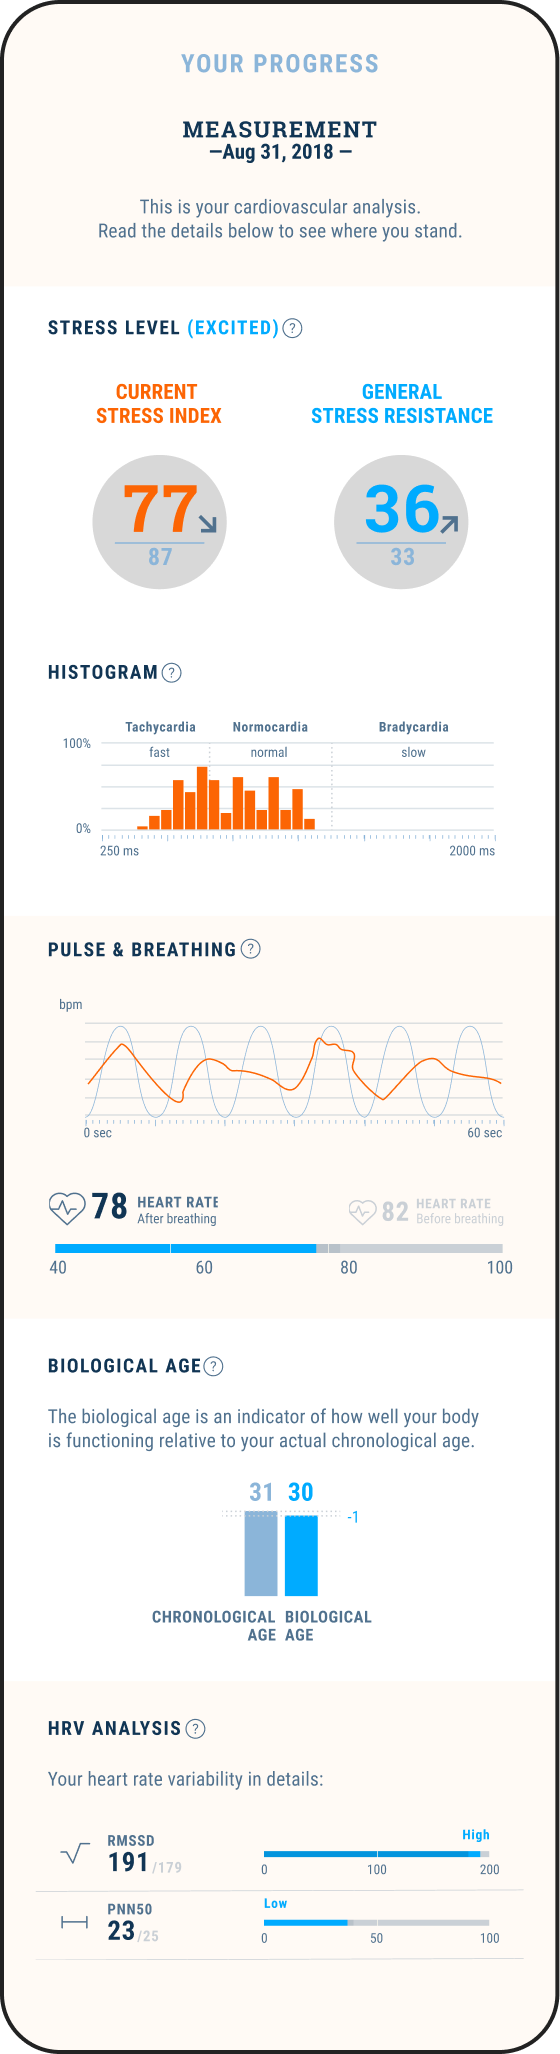 YOUR PROGRESS
MEASUREMENT
—Aug 31, 2018 —
This is your cardiovascular analysis.
Read the details below to see where you stand.
STRESS LEVEL (EXCITED) ?
CURRENT
STRESS INDEX
77
87
GENERAL
STRESS RESISTANCE
36
33
HISTOGRAM ?
Tachycardia Normocardia Bradycardia
100%
fast normal slow
0%
250 ms 2000 ms
PULSE & BREATHING ?
bpm
0 sec 60 sec
78 HEART RATE
After breathing
82 HEART RATE
Before breathing
40 60 80 100
BIOLOGICAL AGE ?
The biological age is an indicator of how well your body
is functioning relative to your actual chronological age.
31 30
-1
CHRONOLOGICAL
AGE
BIOLOGICAL
AGE
HRV ANALYSIS ?
Your heart rate variability in details:
RMSSD
191 /179
High
0 100 200
PNN50
23 /25
Low
0 50 100